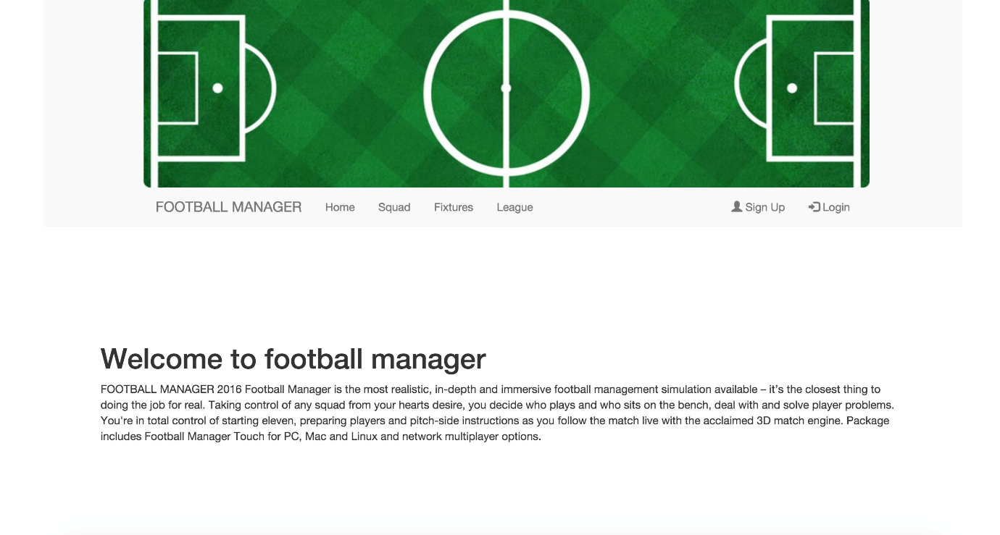 FOOTBALL MANAGER Home Squad Fixtures League Sign Up Login
Welcome to football manager
FOOTBALL MANAGER 2016 Football Manager is the most realistic, in-depth and immersive football management simulation available – it’s the closest thing to
doing the job for real. Taking control of any squad from your hearts desire, you decide who plays and who sits on the bench, deal with and solve player problems.
You're in total control of starting eleven, preparing players and pitch-side instructions as you follow the match live with the acclaimed 3D match engine. Package
includes Football Manager Touch for PC, Mac and Linux and network multiplayer options.